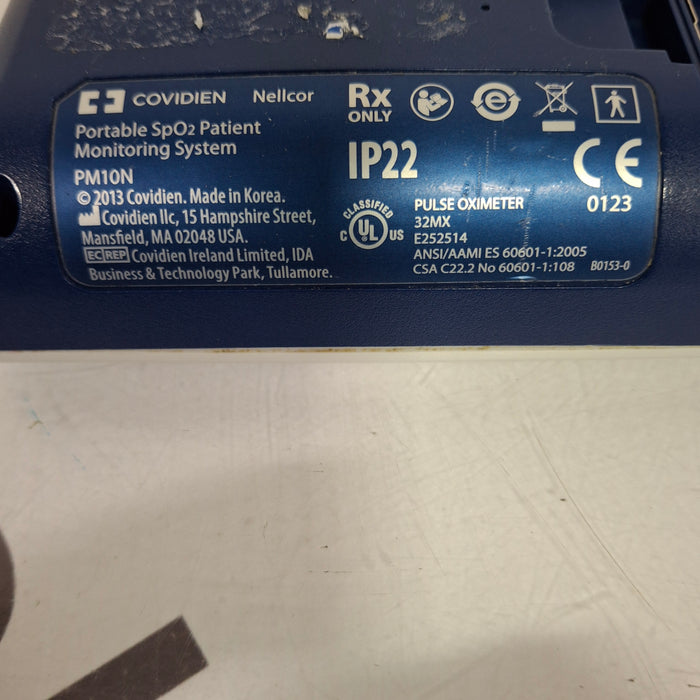 COVIDIEN Nellcor
Portable SpO2 Patient
Monitoring System
PM10N
© 2013 Covidien. Made in Korea.
Covidien llc, 15 Hampshire Street,
Mansfield, MA 02048 USA.
EC REP Covidien Ireland Limited, IDA
Business & Technology Park, Tullamore.
Rx
ONLY
IP22
CE
0123
CLASSIFIED
C UL US
PULSE OXIMETER
32MX
E252514
ANSI/AAMI ES 60601-1:2005
CSA C22.2 No 60601-1:108 B0153-0